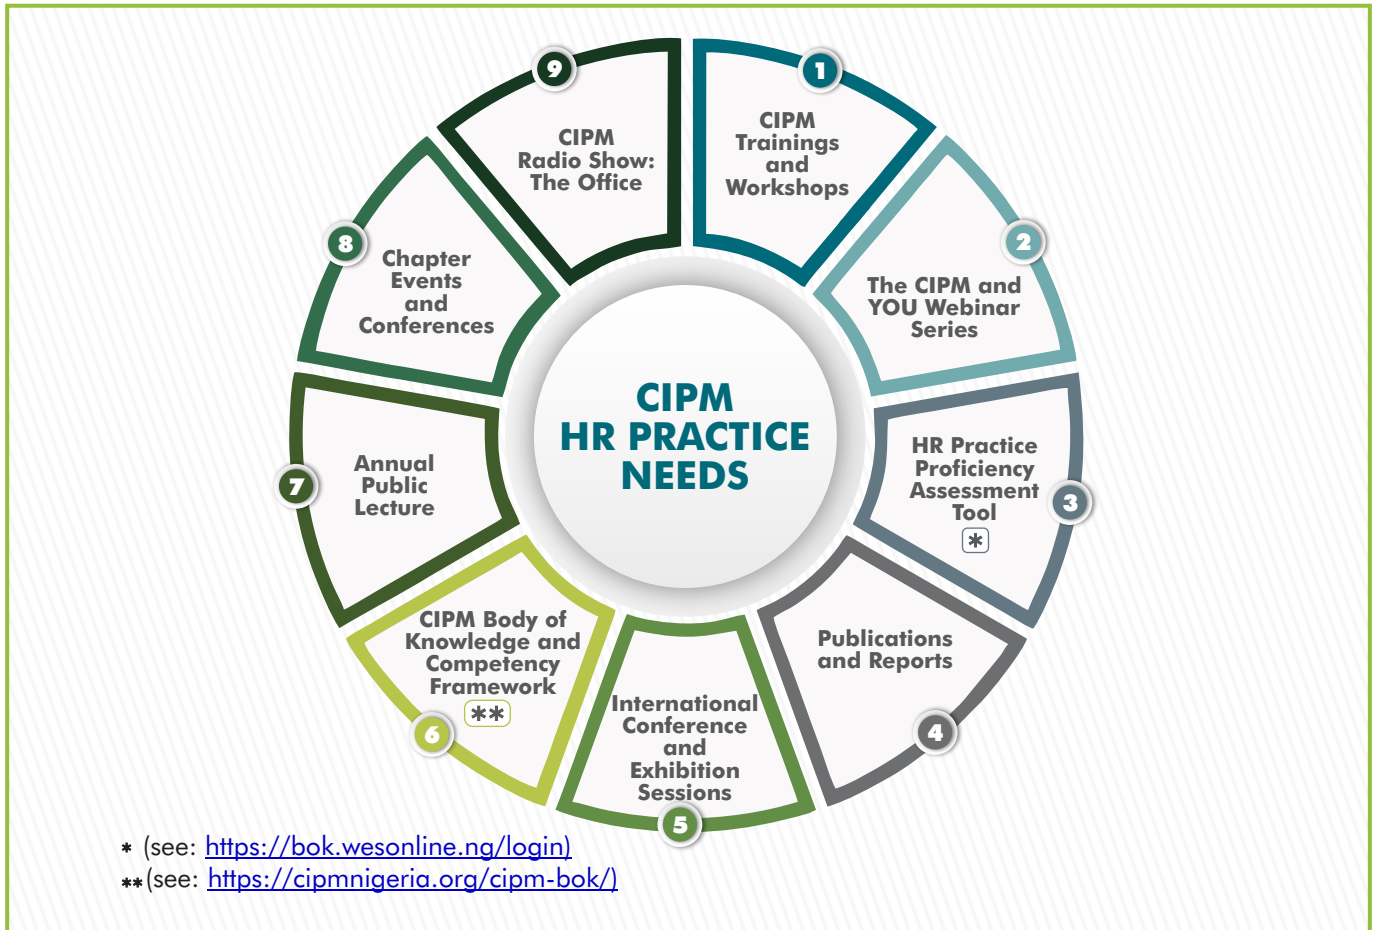 CIPM
HR PRACTICE
NEEDS
1
CIPM
Trainings
and
Workshops
2
The CIPM and
YOU Webinar
Series
3
HR Practice
Proficiency
Assessment
Tool
*
4
Publications
and Reports
5
International
Conference
and
Exhibition
Sessions
6
CIPM Body of
Knowledge and
Competency
Framework
**
7
Annual
Public
Lecture
8
Chapter
Events
and
Conferences
9
CIPM
Radio Show:
The Office
* (see: https://bok.wesonline.ng/login)
**(see: https://cipmnigeria.org/cipm-bok/)